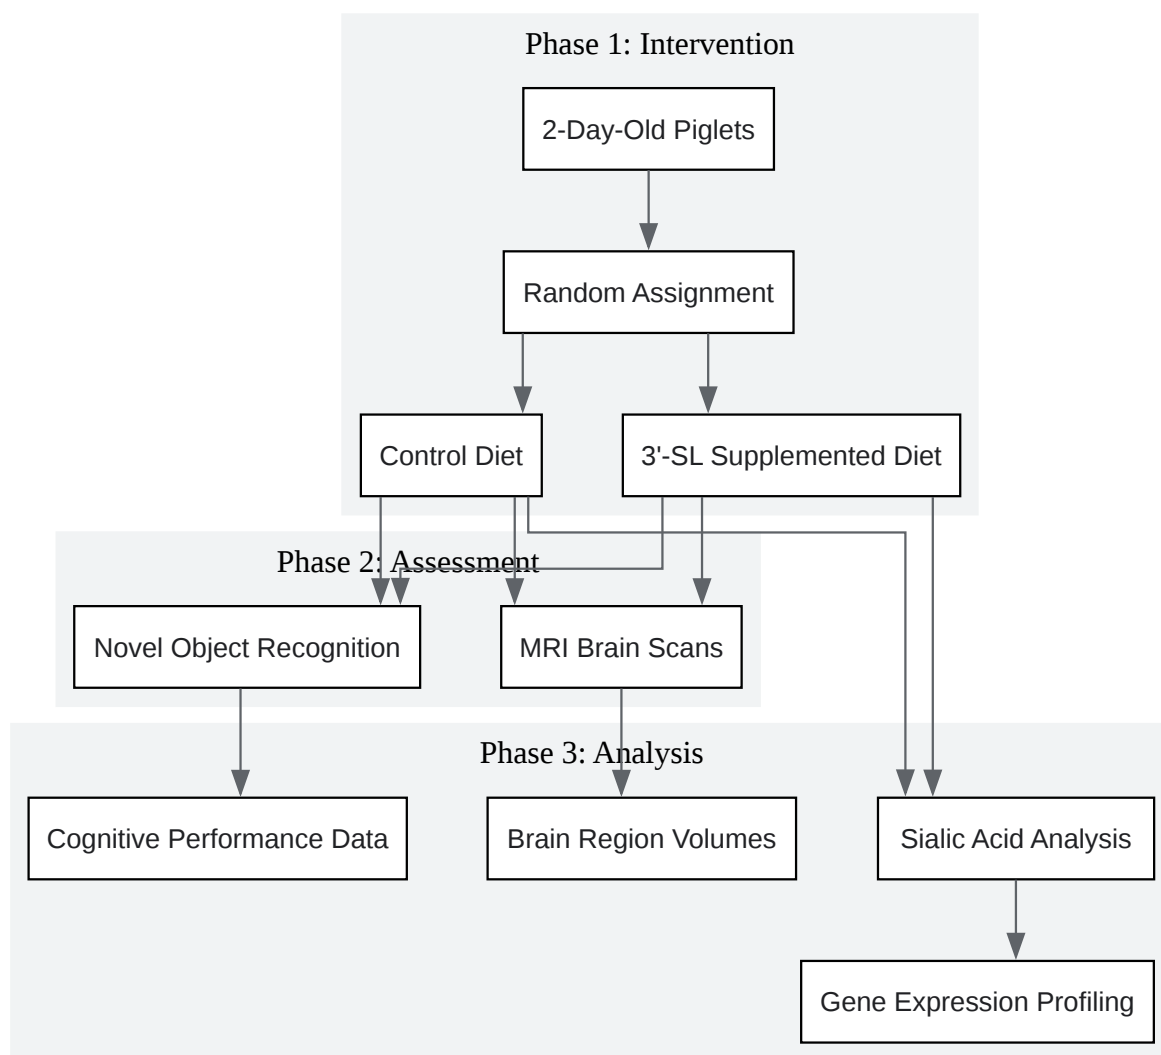 Phase 1: Intervention
2-Day-Old Piglets
Random Assignment
Control Diet
3'-SL Supplemented Diet
Phase 2: Assessment
Novel Object Recognition
MRI Brain Scans
Phase 3: Analysis
Cognitive Performance Data
Brain Region Volumes
Sialic Acid Analysis
Gene Expression Profiling